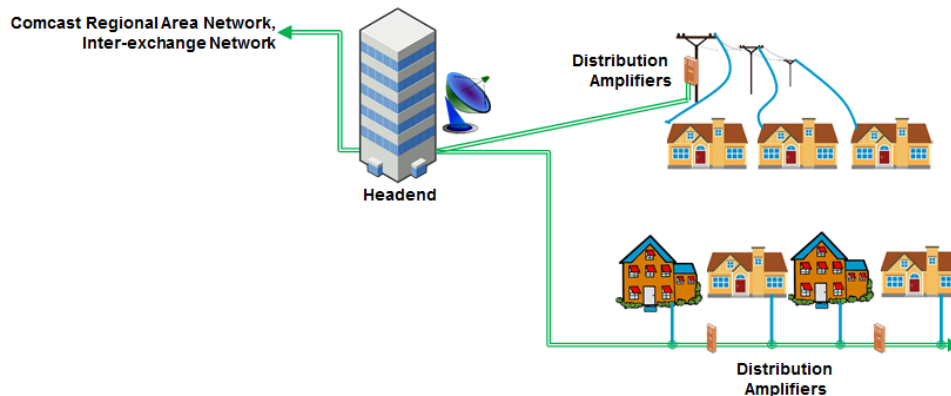 Comcast Regional Area Network,
Inter-exchange Network
Distribution
Amplifiers
Headend
Distribution
Amplifiers